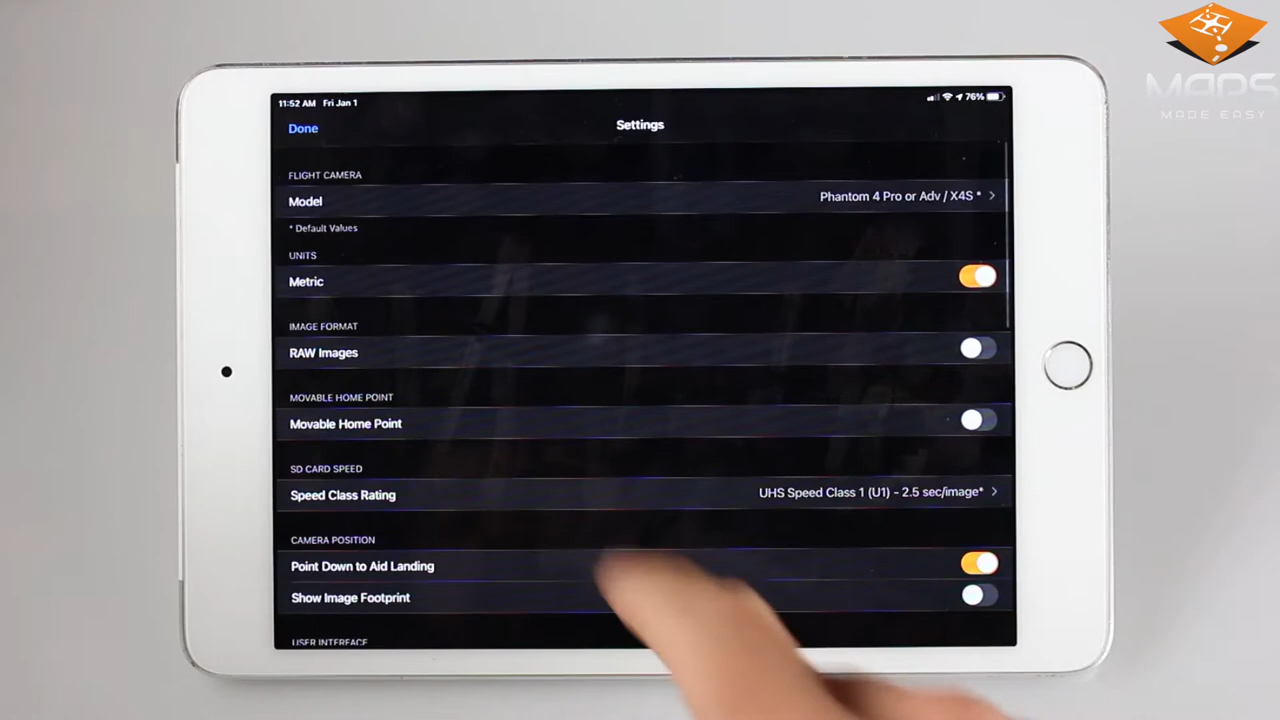 MAPS
MADE EASY
11:52 AM Fri Jan 1 76%
Done Settings
FLIGHT CAMERA
Model Phantom 4 Pro or Adv / X4S *
* Default Values
UNITS
Metric
IMAGE FORMAT
RAW Images
MOVABLE HOME POINT
Movable Home Point
SD CARD SPEED
Speed Class Rating UHS Speed Class 1 (U1) - 2.5 sec/image*
CAMERA POSITION
Point Down to Aid Landing
Show Image Footprint
USER INTERFACE